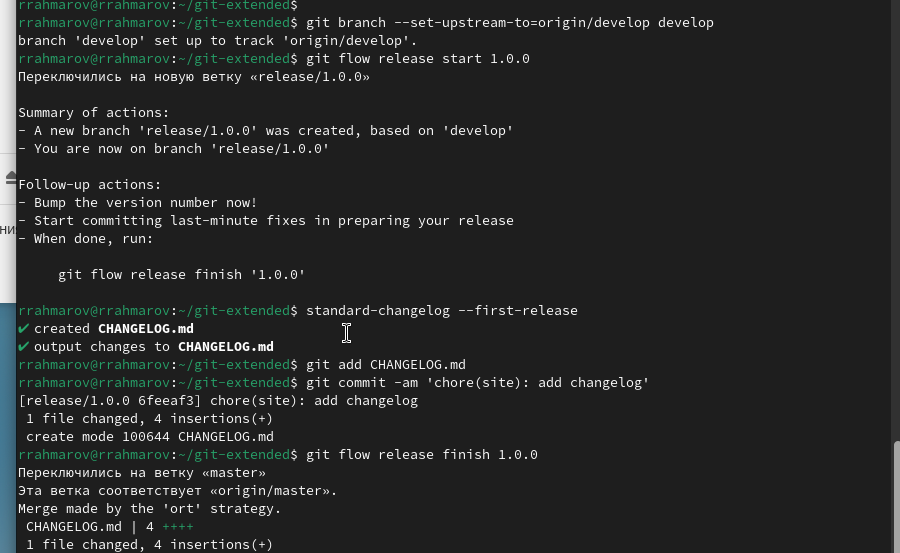 rrahmarov@rrahmarov:~/git-extended$
rrahmarov@rrahmarov:~/git-extended$ git branch --set-upstream-to=origin/develop develop
branch 'develop' set up to track 'origin/develop'.
rrahmarov@rrahmarov:~/git-extended$ git flow release start 1.0.0
Переключились на новую ветку «release/1.0.0»
Summary of actions:
- A new branch 'release/1.0.0' was created, based on 'develop'
- You are now on branch 'release/1.0.0'
Follow-up actions:
- Bump the version number now!
- Start committing last-minute fixes in preparing your release
- When done, run:
git flow release finish '1.0.0'
rrahmarov@rrahmarov:~/git-extended$ standard-changelog --first-release
✔ created CHANGELOG.md
✔ output changes to CHANGELOG.md
rrahmarov@rrahmarov:~/git-extended$ git add CHANGELOG.md
rrahmarov@rrahmarov:~/git-extended$ git commit -am 'chore(site): add changelog'
[release/1.0.0 6feeaf3] chore(site): add changelog
1 file changed, 4 insertions(+)
create mode 100644 CHANGELOG.md
rrahmarov@rrahmarov:~/git-extended$ git flow release finish 1.0.0
Переключились на ветку «master»
Эта ветка соответствует «origin/master».
Merge made by the 'ort' strategy.
CHANGELOG.md | 4 ++++
1 file changed, 4 insertions(+)